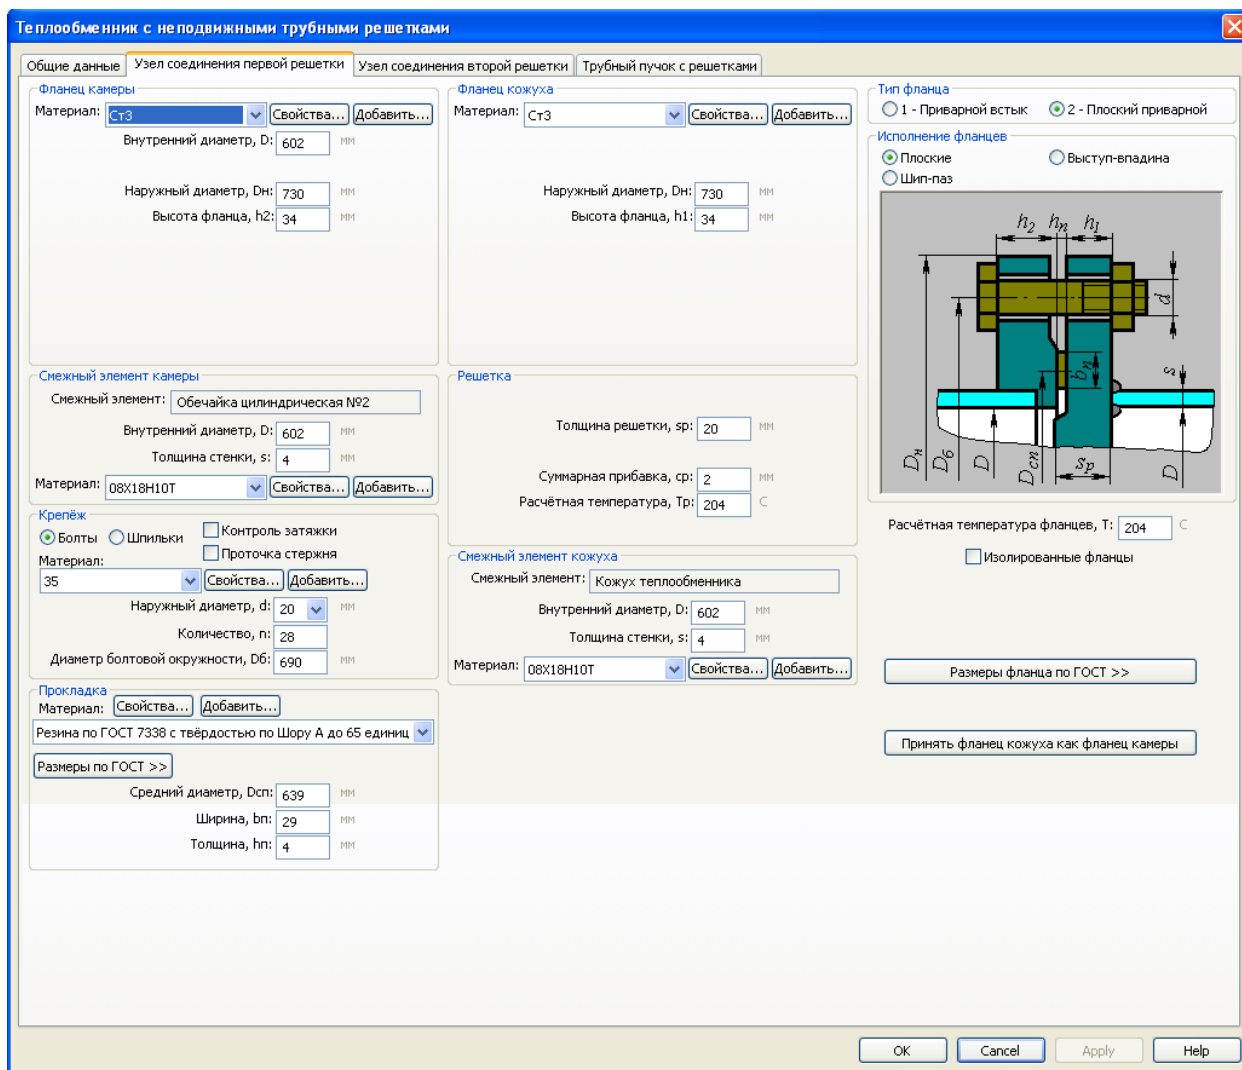 Теплообменник с неподвижными трубными решетками
Общие данные
Узел соединения первой решетки
Узел соединения второй решетки
Трубный пучок с решетками
Фланец камеры
Материал: Ст3 Свойства... Добавить...
Внутренний диаметр, D: 602 мм
Наружный диаметр, Dн: 730 мм
Высота фланца, h2: 34 мм
Смежный элемент камеры
Смежный элемент: Обечайка цилиндрическая №2
Внутренний диаметр, D: 602 мм
Толщина стенки, s: 4 мм
Материал: 08Х18Н10Т Свойства... Добавить...
Крепёж
Болты Шпильки Контроль затяжки
Проточка стержня
Материал:
35 Свойства... Добавить...
Наружный диаметр, d: 20 мм
Количество, n: 28
Диаметр болтовой окружности, Dб: 690 мм
Прокладка
Материал: Свойства... Добавить...
Резина по ГОСТ 7338 с твёрдостью по Шору А до 65 единиц
Размеры по ГОСТ >>
Средний диаметр, Dсп: 639 мм
Ширина, bп: 29 мм
Толщина, hп: 4 мм
Фланец кожуха
Материал: Ст3 Свойства... Добавить...
Наружный диаметр, Dн: 730 мм
Высота фланца, h1: 34 мм
Решетка
Толщина решетки, sp: 20 мм
Суммарная прибавка, cp: 2 мм
Расчётная температура, Tp: 204 C
Смежный элемент кожуха
Смежный элемент: Кожух теплообменника
Внутренний диаметр, D: 602 мм
Толщина стенки, s: 4 мм
Материал: 08Х18Н10Т Свойства... Добавить...
Тип фланца
1 - Приварной встык 2 - Плоский приварной
Исполнение фланцев
Плоские Выступ-впадина
Шип-паз
h2 hп h1
d
bп
s
Dн Dб D Dсп sp D
Расчётная температура фланцев, T: 204 C
Изолированные фланцы
Размеры фланца по ГОСТ >>
Принять фланец кожуха как фланец камеры
OK Cancel Apply Help